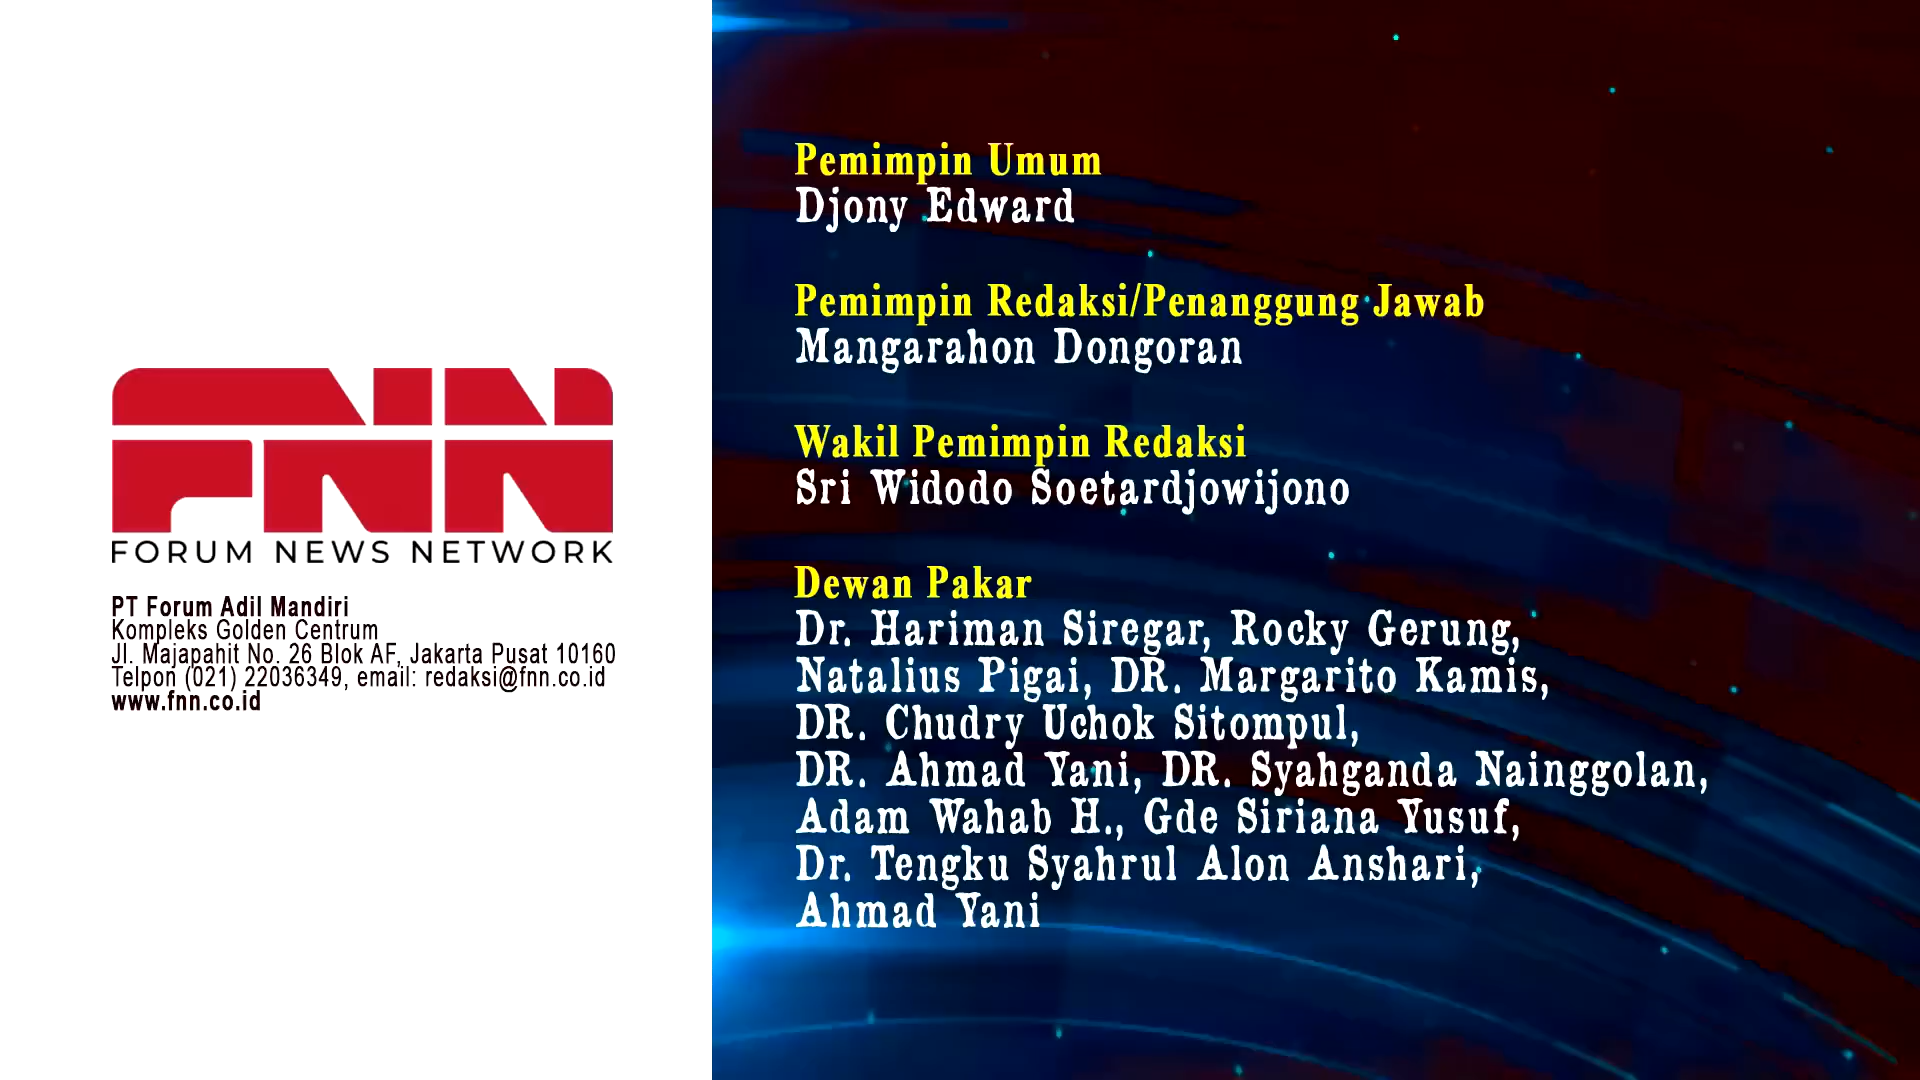 FNN
FORUM NEWS NETWORK
PT Forum Adil Mandiri
Kompleks Golden Centrum
Jl. Majapahit No. 26 Blok AF, Jakarta Pusat 10160
Telpon (021) 22036349, email: redaksi@fnn.co.id
www.fnn.co.id
Pemimpin Umum
Djony Edward
Pemimpin Redaksi/Penanggung Jawab
Mangarahon Dongoran
Wakil Pemimpin Redaksi
Sri Widodo Soetardjowijono
Dewan Pakar
Dr. Hariman Siregar, Rocky Gerung,
Natalius Pigai, DR. Margarito Kamis,
DR. Chudry Uchok Sitompul,
DR. Ahmad Yani, DR. Syahganda Nainggolan,
Adam Wahab H., Gde Siriana Yusuf,
Dr. Tengku Syahrul Alon Anshari,
Ahmad Yani